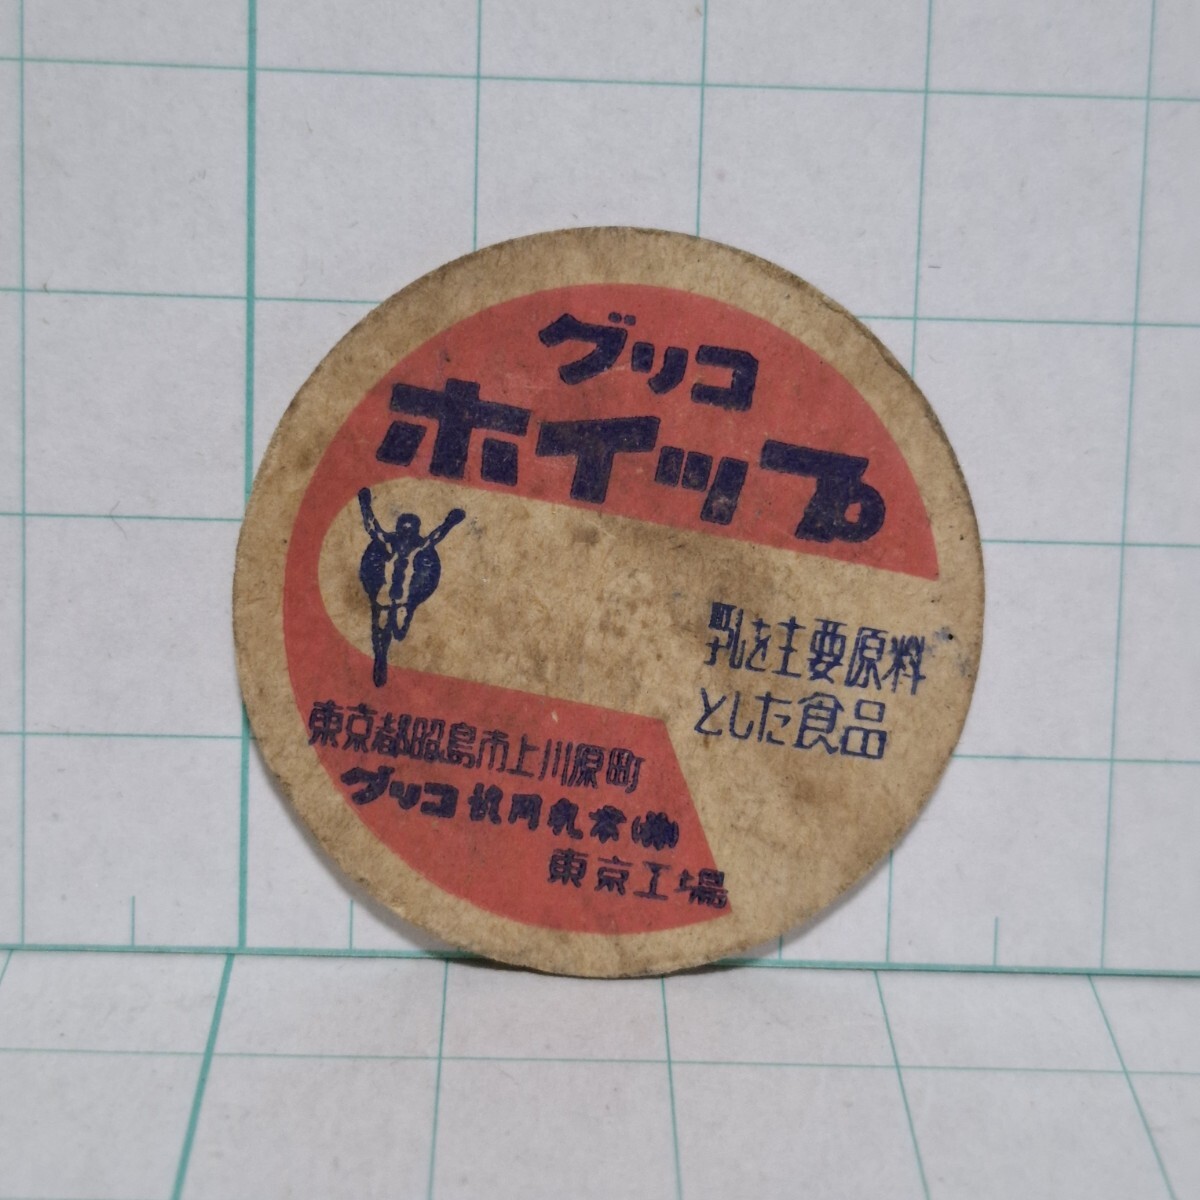 グリコ
ホイップ
乳を主要原料
とした食品
東京都昭島市上川原町
グリコ協同乳業㈱
東京工場